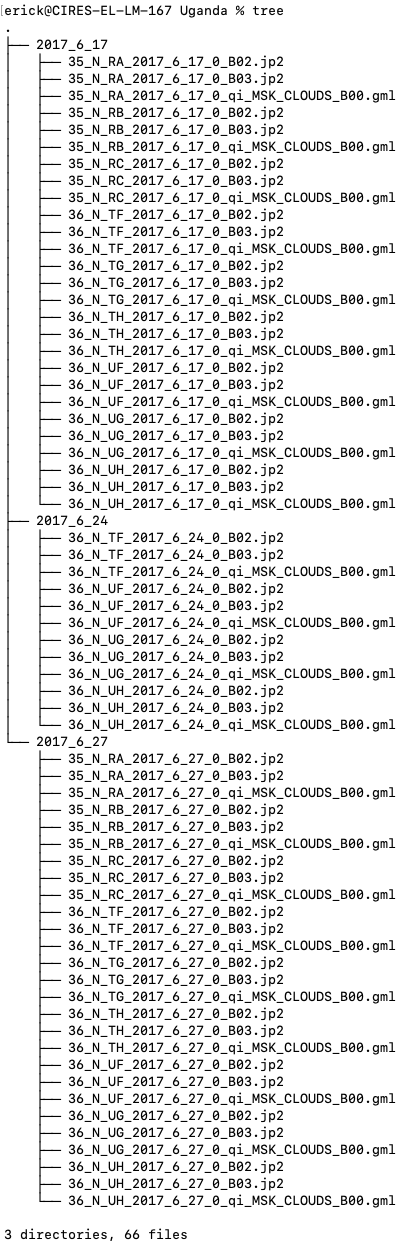 [erick@CIRES-EL-LM-167 Uganda % tree
.
├── 2017_6_17
│   ├── 35_N_RA_2017_6_17_0_B02.jp2
│   ├── 35_N_RA_2017_6_17_0_B03.jp2
│   ├── 35_N_RA_2017_6_17_0_qi_MSK_CLOUDS_B00.gml
│   ├── 35_N_RB_2017_6_17_0_B02.jp2
│   ├── 35_N_RB_2017_6_17_0_B03.jp2
│   ├── 35_N_RB_2017_6_17_0_qi_MSK_CLOUDS_B00.gml
│   ├── 35_N_RC_2017_6_17_0_B02.jp2
│   ├── 35_N_RC_2017_6_17_0_B03.jp2
│   ├── 35_N_RC_2017_6_17_0_qi_MSK_CLOUDS_B00.gml
│   ├── 36_N_TF_2017_6_17_0_B02.jp2
│   ├── 36_N_TF_2017_6_17_0_B03.jp2
│   ├── 36_N_TF_2017_6_17_0_qi_MSK_CLOUDS_B00.gml
│   ├── 36_N_TG_2017_6_17_0_B02.jp2
│   ├── 36_N_TG_2017_6_17_0_B03.jp2
│   ├── 36_N_TG_2017_6_17_0_qi_MSK_CLOUDS_B00.gml
│   ├── 36_N_TH_2017_6_17_0_B02.jp2
│   ├── 36_N_TH_2017_6_17_0_B03.jp2
│   ├── 36_N_TH_2017_6_17_0_qi_MSK_CLOUDS_B00.gml
│   ├── 36_N_UF_2017_6_17_0_B02.jp2
│   ├── 36_N_UF_2017_6_17_0_B03.jp2
│   ├── 36_N_UF_2017_6_17_0_qi_MSK_CLOUDS_B00.gml
│   ├── 36_N_UG_2017_6_17_0_B02.jp2
│   ├── 36_N_UG_2017_6_17_0_B03.jp2
│   ├── 36_N_UG_2017_6_17_0_qi_MSK_CLOUDS_B00.gml
│   ├── 36_N_UH_2017_6_17_0_B02.jp2
│   ├── 36_N_UH_2017_6_17_0_B03.jp2
│   └── 36_N_UH_2017_6_17_0_qi_MSK_CLOUDS_B00.gml
├── 2017_6_24
│   ├── 36_N_TF_2017_6_24_0_B02.jp2
│   ├── 36_N_TF_2017_6_24_0_B03.jp2
│   ├── 36_N_TF_2017_6_24_0_qi_MSK_CLOUDS_B00.gml
│   ├── 36_N_UF_2017_6_24_0_B02.jp2
│   ├── 36_N_UF_2017_6_24_0_B03.jp2
│   ├── 36_N_UF_2017_6_24_0_qi_MSK_CLOUDS_B00.gml
│   ├── 36_N_UG_2017_6_24_0_B02.jp2
│   ├── 36_N_UG_2017_6_24_0_B03.jp2
│   ├── 36_N_UG_2017_6_24_0_qi_MSK_CLOUDS_B00.gml
│   ├── 36_N_UH_2017_6_24_0_B02.jp2
│   ├── 36_N_UH_2017_6_24_0_B03.jp2
│   └── 36_N_UH_2017_6_24_0_qi_MSK_CLOUDS_B00.gml
└── 2017_6_27
    ├── 35_N_RA_2017_6_27_0_B02.jp2
    ├── 35_N_RA_2017_6_27_0_B03.jp2
    ├── 35_N_RA_2017_6_27_0_qi_MSK_CLOUDS_B00.gml
    ├── 35_N_RB_2017_6_27_0_B02.jp2
    ├── 35_N_RB_2017_6_27_0_B03.jp2
    ├── 35_N_RB_2017_6_27_0_qi_MSK_CLOUDS_B00.gml
    ├── 35_N_RC_2017_6_27_0_B02.jp2
    ├── 35_N_RC_2017_6_27_0_B03.jp2
    ├── 35_N_RC_2017_6_27_0_qi_MSK_CLOUDS_B00.gml
    ├── 36_N_TF_2017_6_27_0_B02.jp2
    ├── 36_N_TF_2017_6_27_0_B03.jp2
    ├── 36_N_TF_2017_6_27_0_qi_MSK_CLOUDS_B00.gml
    ├── 36_N_TG_2017_6_27_0_B02.jp2
    ├── 36_N_TG_2017_6_27_0_B03.jp2
    ├── 36_N_TG_2017_6_27_0_qi_MSK_CLOUDS_B00.gml
    ├── 36_N_TH_2017_6_27_0_B02.jp2
    ├── 36_N_TH_2017_6_27_0_B03.jp2
    ├── 36_N_TH_2017_6_27_0_qi_MSK_CLOUDS_B00.gml
    ├── 36_N_UF_2017_6_27_0_B02.jp2
    ├── 36_N_UF_2017_6_27_0_B03.jp2
    ├── 36_N_UF_2017_6_27_0_qi_MSK_CLOUDS_B00.gml
    ├── 36_N_UG_2017_6_27_0_B02.jp2
    ├── 36_N_UG_2017_6_27_0_B03.jp2
    ├── 36_N_UG_2017_6_27_0_qi_MSK_CLOUDS_B00.gml
    ├── 36_N_UH_2017_6_27_0_B02.jp2
    ├── 36_N_UH_2017_6_27_0_B03.jp2
    └── 36_N_UH_2017_6_27_0_qi_MSK_CLOUDS_B00.gml
3 directories, 66 files